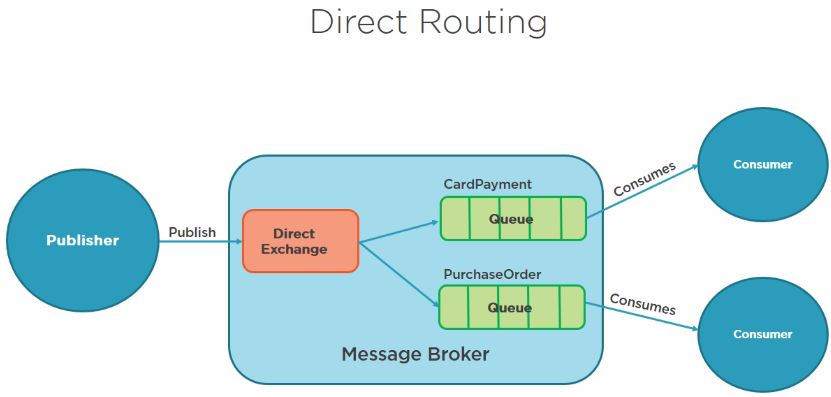 Direct Routing
Publisher
Publish
Direct
Exchange
CardPayment
Queue
PurchaseOrder
Queue
Message Broker
Consumes
Consumer
Consumes
Consumer